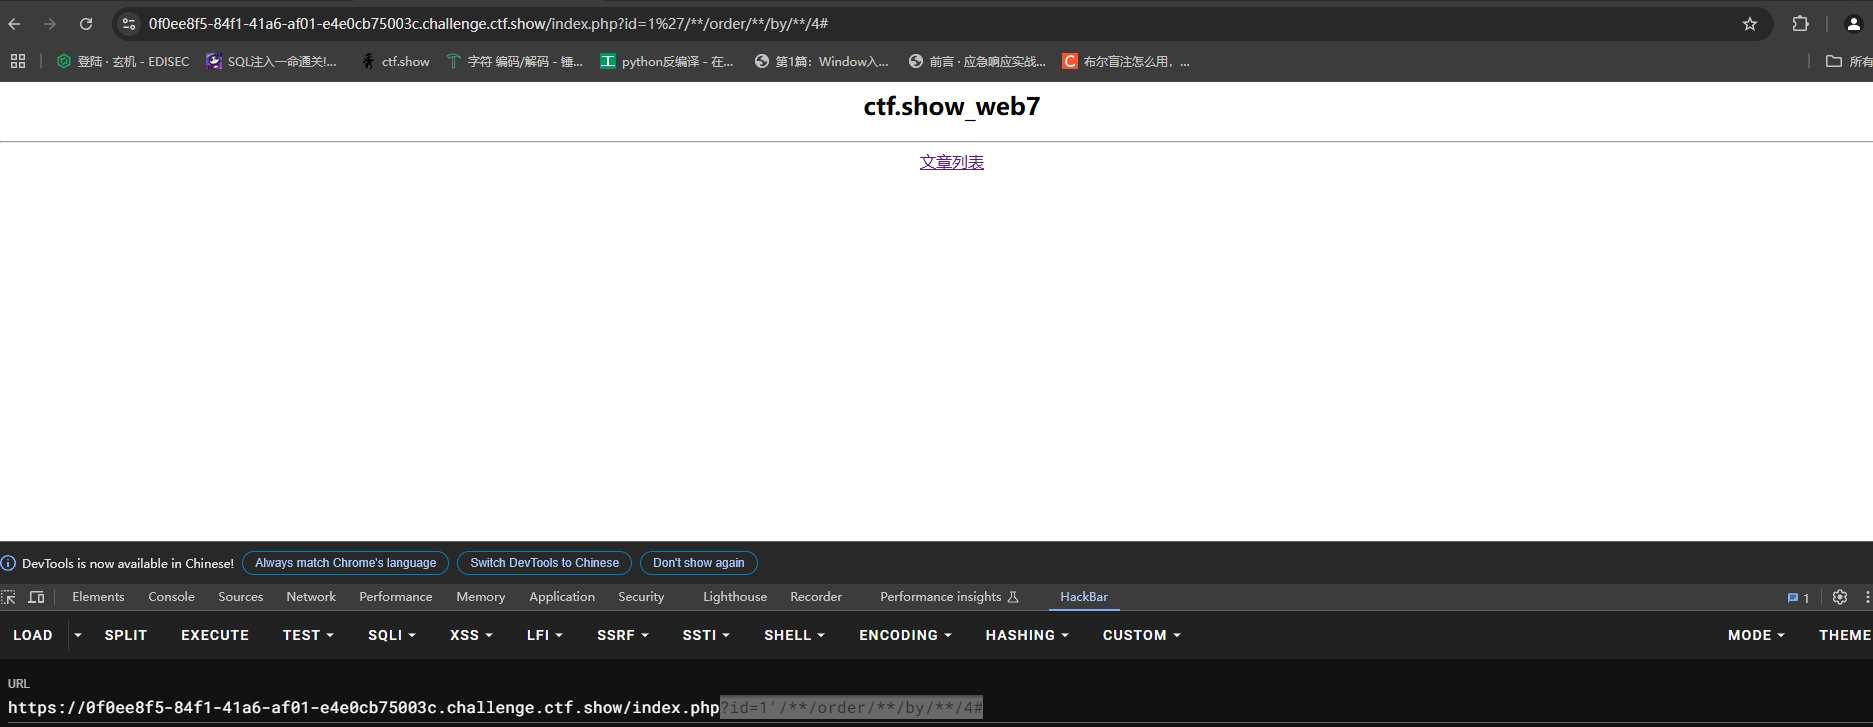 0f0ee8f5-84f1-41a6-af01-e4e0cb75003c.challenge.ctf.show/index.php?id=1%27/**/order/**/by/**/4#
登陆 · 玄机 - EDISEC SQL注入一命通关!... ctf.show 字符 编码/解码 - 锤... python反编译 - 在... 第1篇：Window入... 前言 · 应急响应实战... 布尔盲注怎么用，... 所有
ctf.show_web7
文章列表
DevTools is now available in Chinese! Always match Chrome's language Switch DevTools to Chinese Don't show again
Elements Console Sources Network Performance Memory Application Security Lighthouse Recorder Performance insights HackBar 1
LOAD SPLIT EXECUTE TEST SQLI XSS LFI SSRF SSTI SHELL ENCODING HASHING CUSTOM MODE THEME
URL
https://0f0ee8f5-84f1-41a6-af01-e4e0cb75003c.challenge.ctf.show/index.php?id=1'/**/order/**/by/**/4#